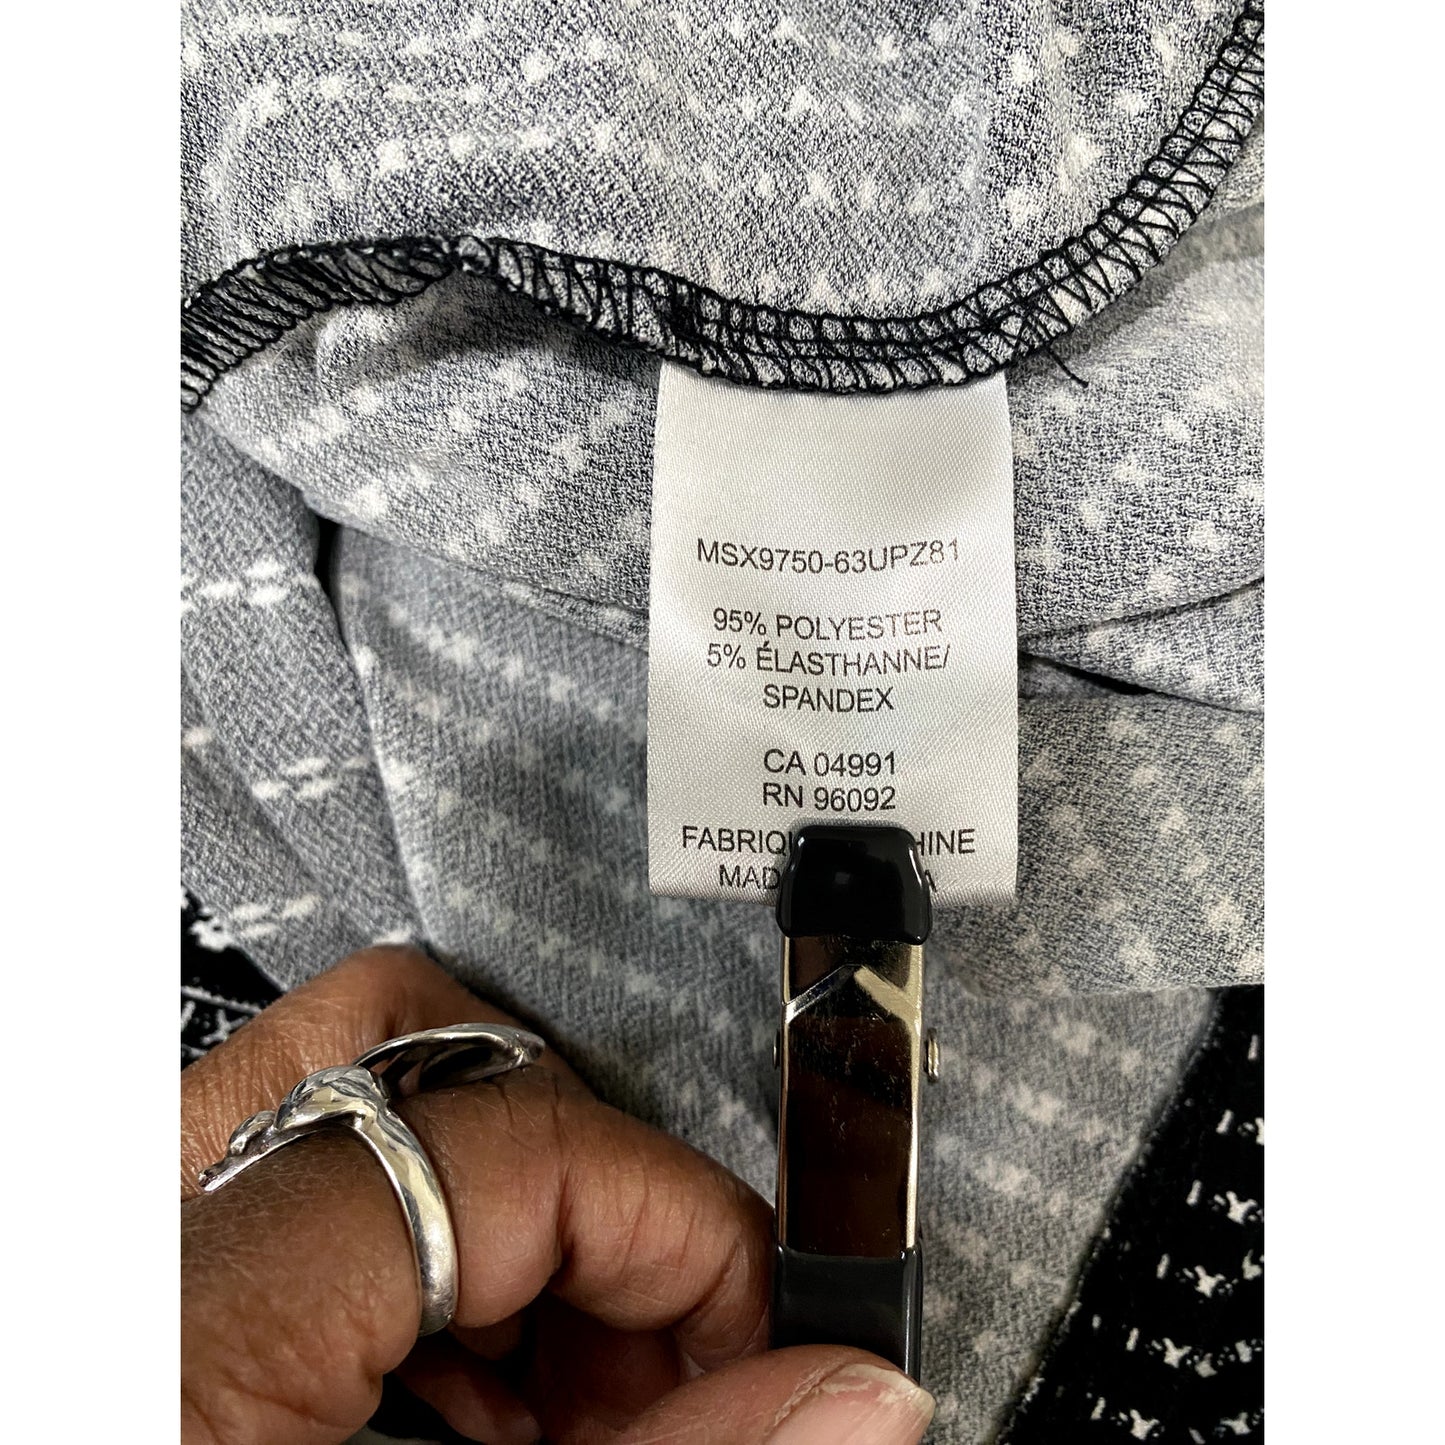 MSX9750-63UPZ81
95% POLYESTER
5% ÉLASTHANNE/
SPANDEX
CA 04991
RN 96092